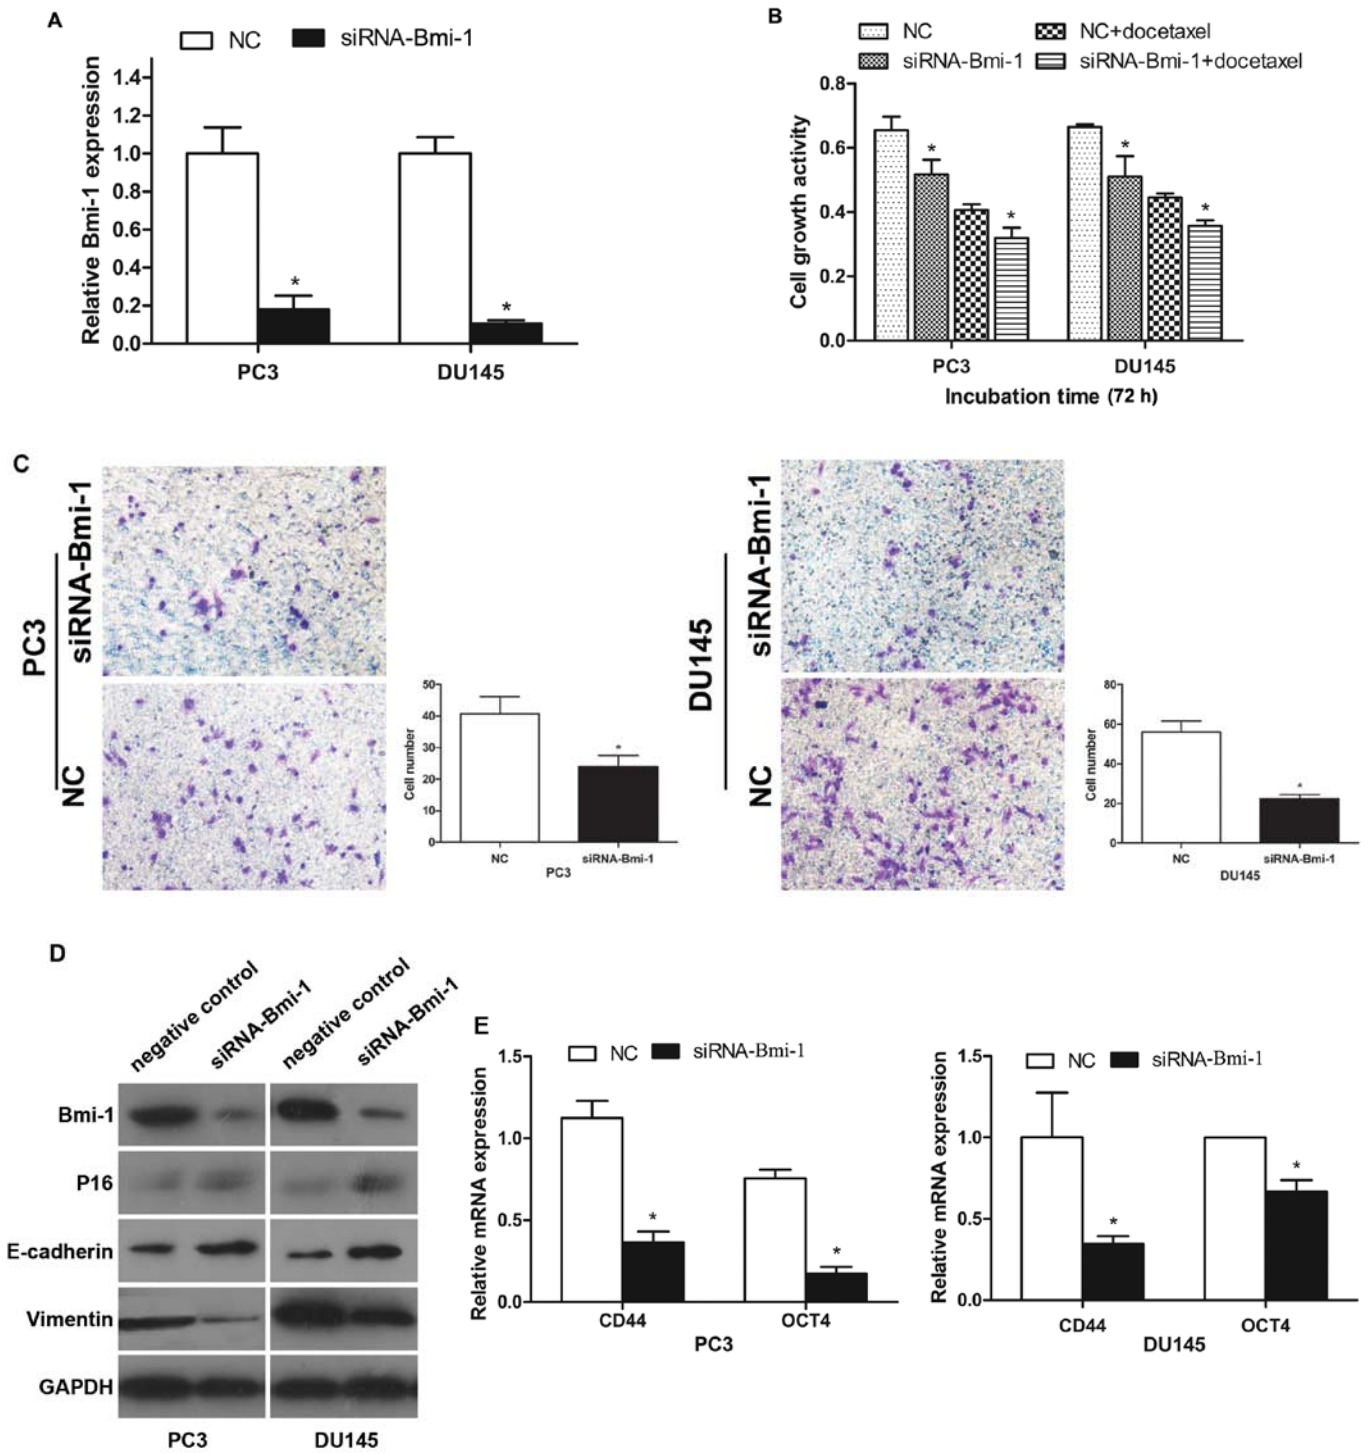 A
NC siRNA-Bmi-1
Relative Bmi-1 expression
1.4
1.2
1.0
0.8
0.6
0.4
0.2
0.0
*
*
PC3 DU145
B
NC NC+docetaxel
siRNA-Bmi-1 siRNA-Bmi-1+docetaxel
Cell growth activity
0.8
0.6
0.4
0.2
0.0
*
*
*
*
PC3 DU145
Incubation time (72 h)
C
PC3
siRNA-Bmi-1
NC
Cell number
50
40
30
20
10
0
*
NC siRNA-Bmi-1
PC3
DU145
siRNA-Bmi-1
NC
Cell number
80
60
40
20
0
*
NC siRNA-Bmi-1
DU145
D
negative control
siRNA-Bmi-1
negative control
siRNA-Bmi-1
Bmi-1
P16
E-cadherin
Vimentin
GAPDH
PC3 DU145
E
NC siRNA-Bmi-1
Relative mRNA expression
1.5
1.0
0.5
0.0
*
*
CD44 OCT4
PC3
NC siRNA-Bmi-1
Relative mRNA expression
1.5
1.0
0.5
0.0
*
*
CD44 OCT4
DU145